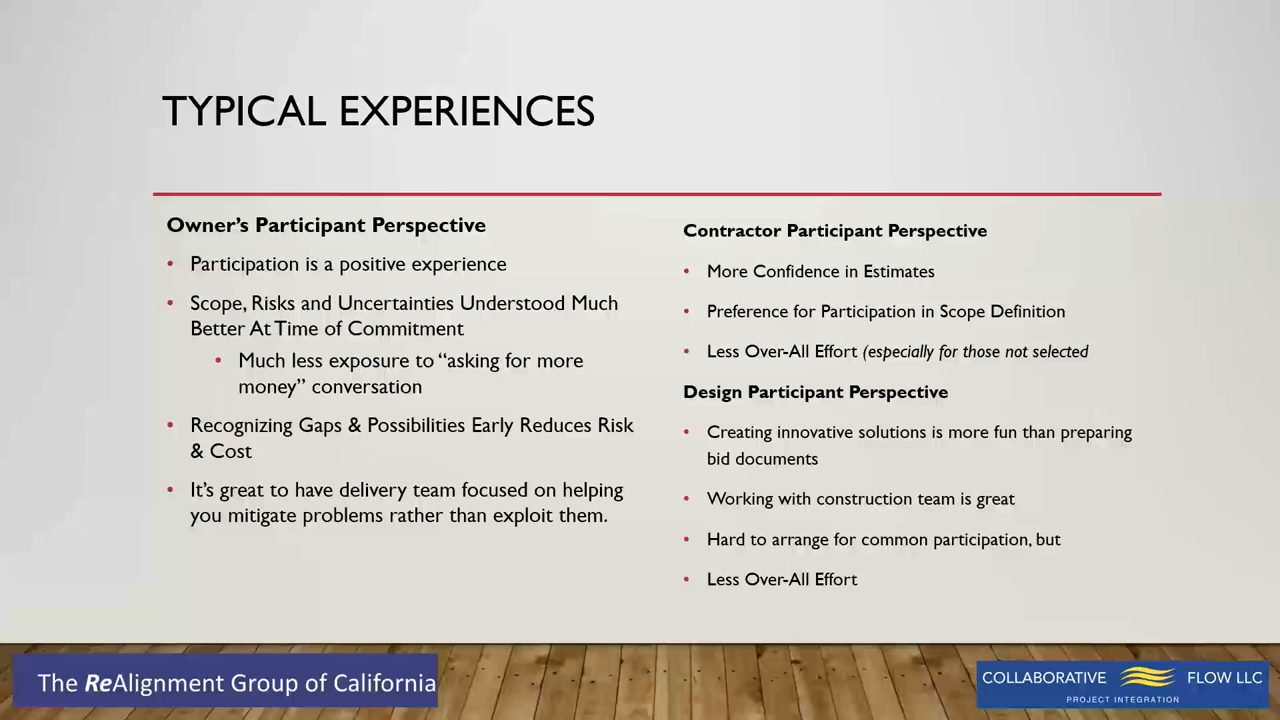 TYPICAL EXPERIENCES
Owner’s Participant Perspective
• Participation is a positive experience
• Scope, Risks and Uncertainties Understood Much
Better At Time of Commitment
• Much less exposure to “asking for more
money” conversation
• Recognizing Gaps & Possibilities Early Reduces Risk
& Cost
• It’s great to have delivery team focused on helping
you mitigate problems rather than exploit them.
Contractor Participant Perspective
• More Confidence in Estimates
• Preference for Participation in Scope Definition
• Less Over-All Effort (especially for those not selected
Design Participant Perspective
• Creating innovative solutions is more fun than preparing
bid documents
• Working with construction team is great
• Hard to arrange for common participation, but
• Less Over-All Effort
The ReAlignment Group of California
COLLABORATIVE FLOW LLC
PROJECT INTEGRATION